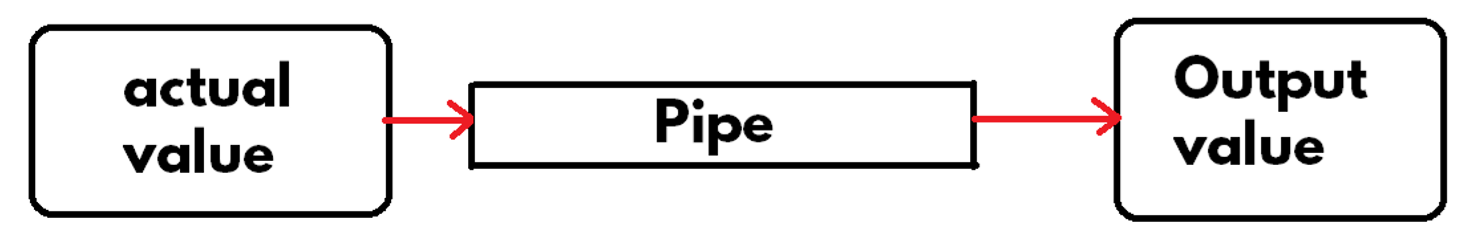 actual
value
Pipe
Output
value